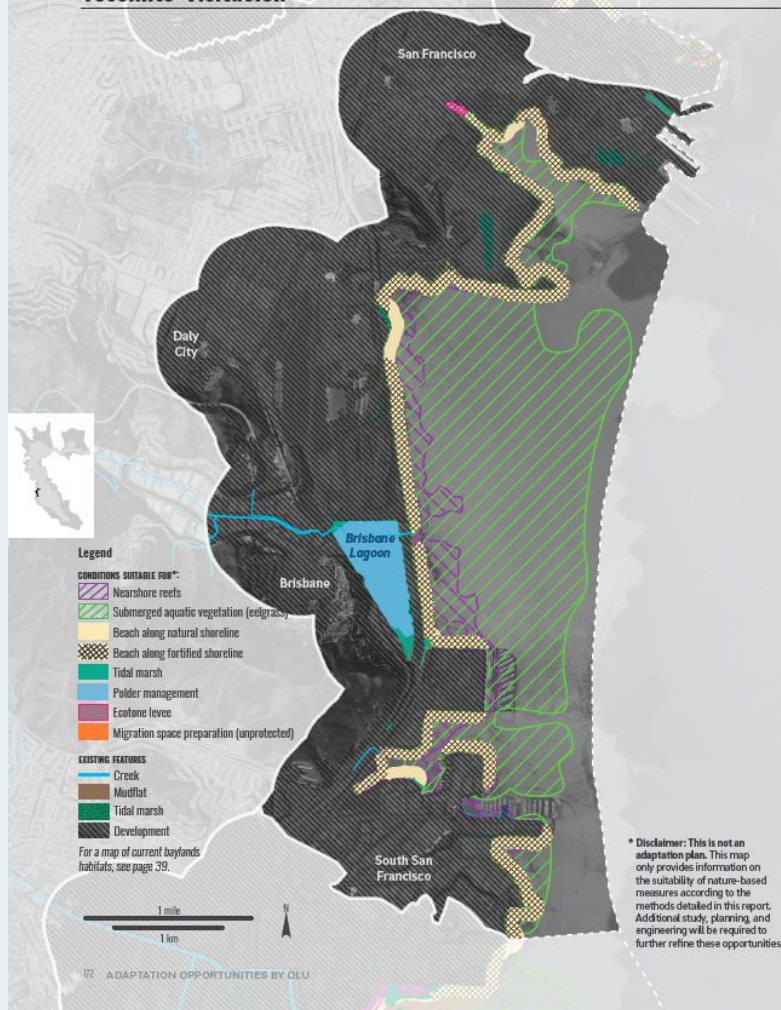 Yosemite-Visitacion
San Francisco
Daly
City
Brisbane
Lagoon
Brisbane
South San
Francisco
Legend
CONDITIONS SUITABLE FOR*:
Nearshore reefs
Submerged aquatic vegetation (eelgrass)
Beach along natural shoreline
Beach along fortified shoreline
Tidal marsh
Polder management
Ecotone levee
Migration space preparation (unprotected)
EXISTING FEATURES
Creek
Mudflat
Tidal marsh
Development
For a map of current baylands
habitats, see page 39.
1 mile
1 km
N
* Disclaimer: This is not an
adaptation plan. This map
only provides information on
the suitability of nature-based
measures according to the
methods detailed in this report.
Additional study, planning, and
engineering will be required to
further refine these opportunities
172 ADAPTATION OPPORTUNITIES BY OLU